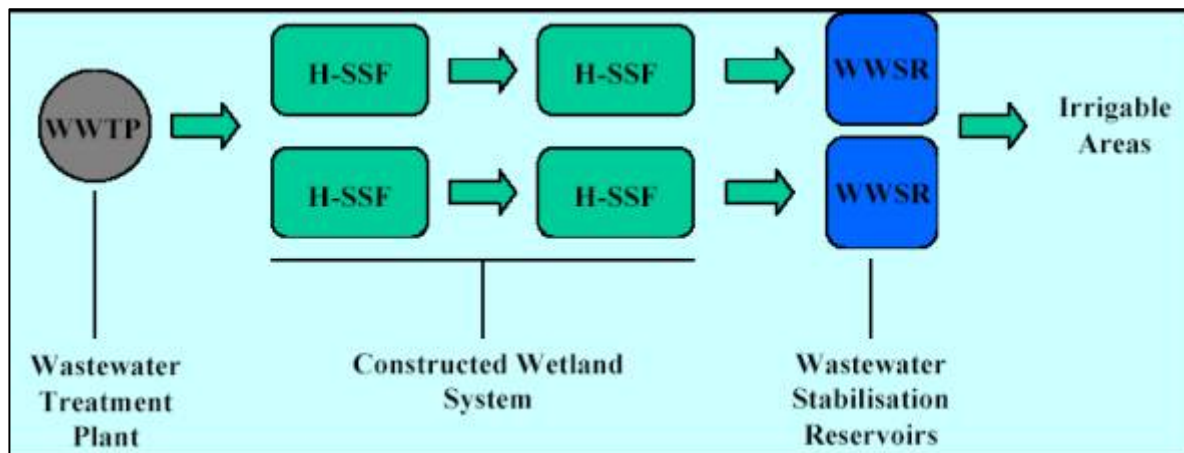 WWTP
H-SSF
H-SSF
WWSR
H-SSF
H-SSF
WWSR
Irrigable
Areas
Wastewater
Treatment
Plant
Constructed Wetland
System
Wastewater
Stabilisation
Reservoirs